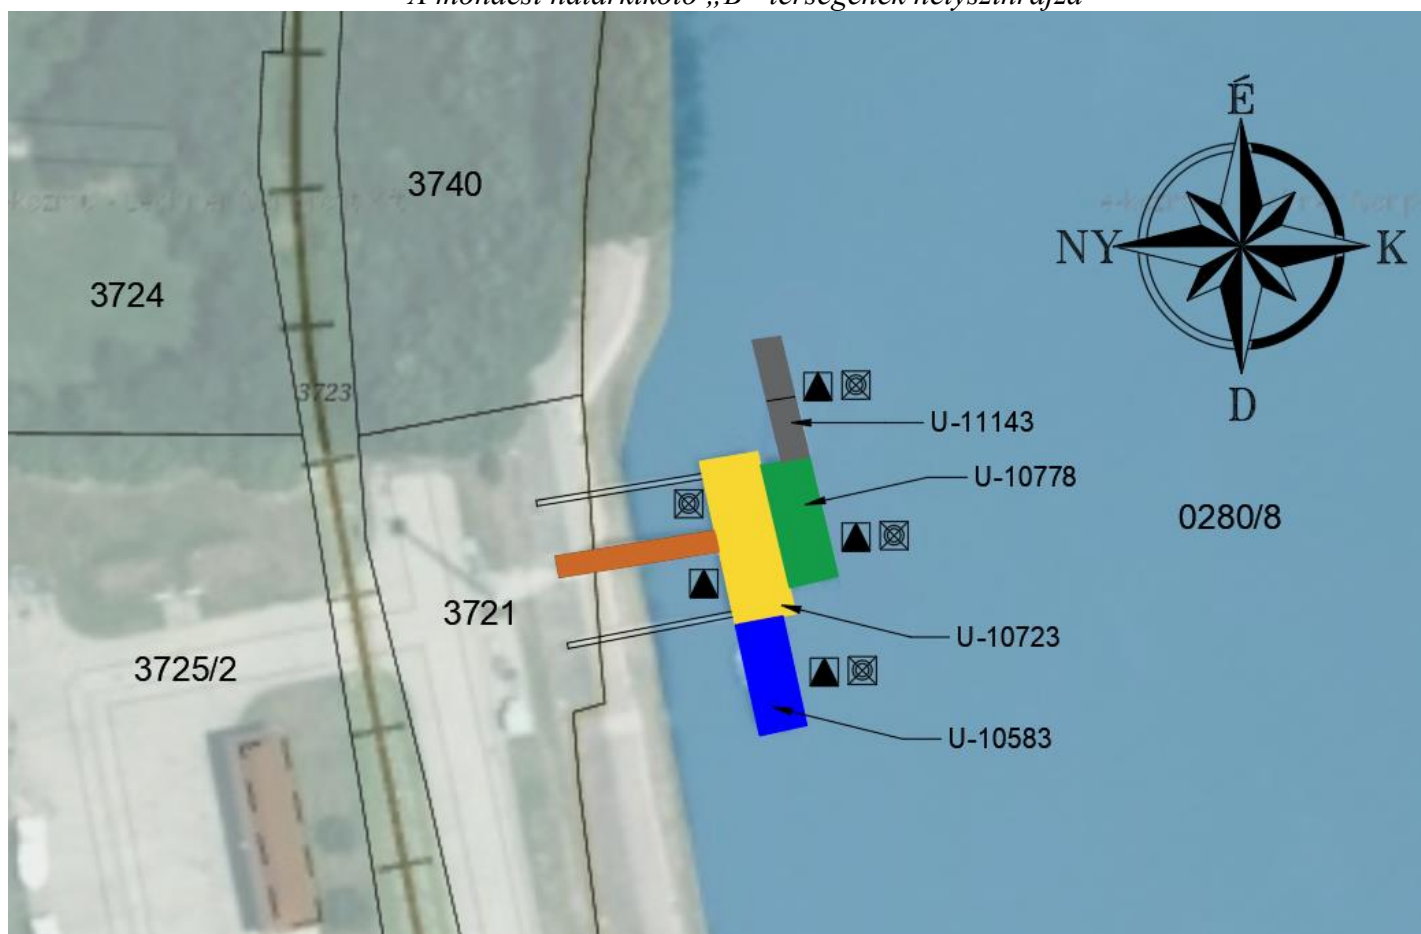 A mohácsi határkikötő „B” térségének helyszínrajza
É
3740
NY
K
3724
3723
D
U-11143
U-10778
0280/8
3721
U-10723
3725/2
U-10583